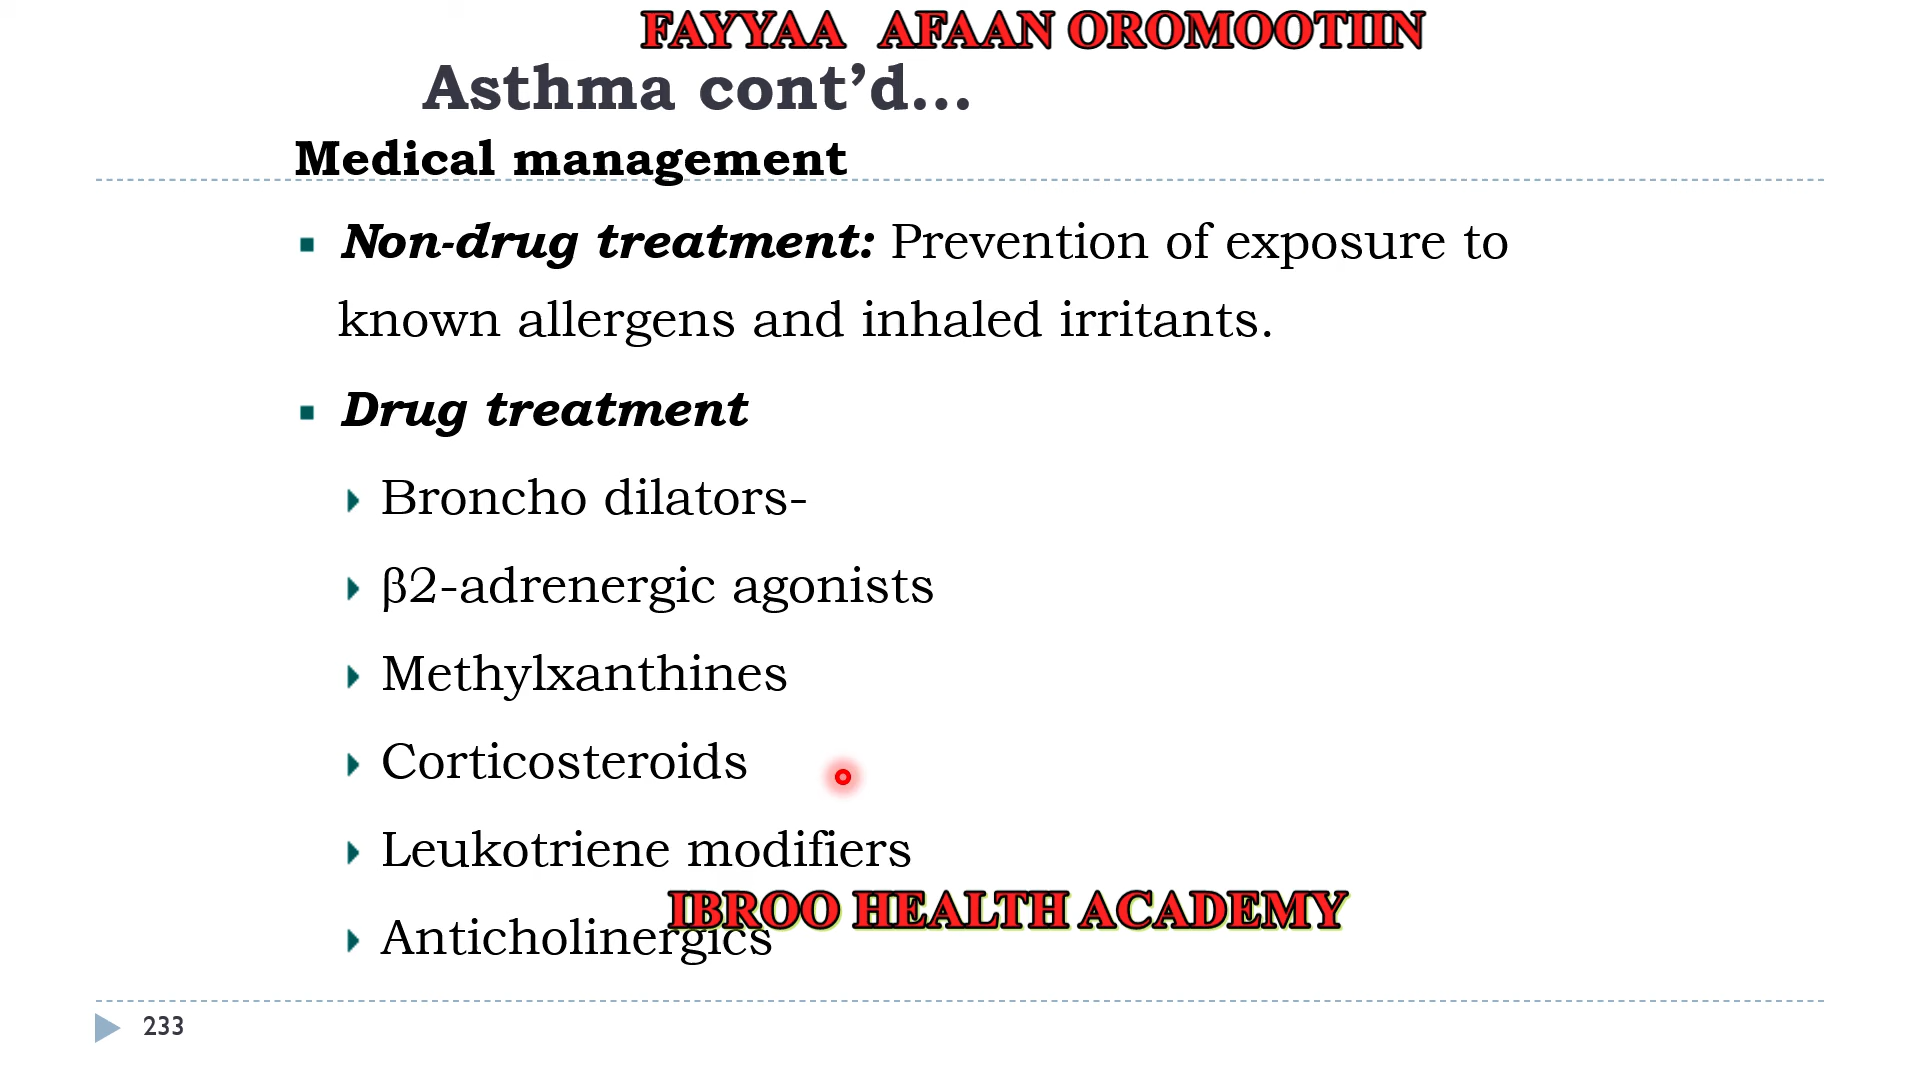 FAYYAA AFAAN OROMOOTIIN
Asthma cont’d…
Medical management
Non-drug treatment: Prevention of exposure to
known allergens and inhaled irritants.
Drug treatment
Broncho dilators-
β2-adrenergic agonists
Methylxanthines
Corticosteroids
Leukotriene modifiers
IBROO HEALTH ACADEMY
Anticholinergics
233